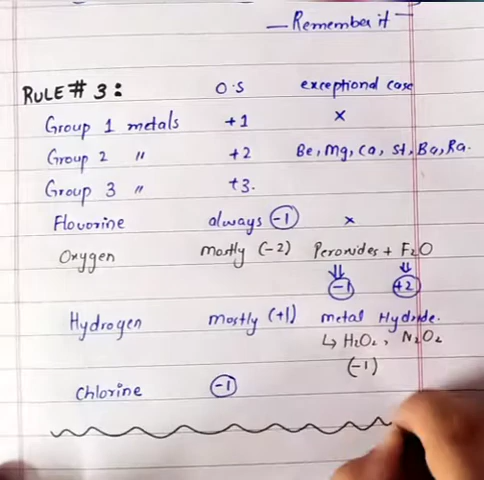 Remember it
RULE # 3: O.S exceptional case
Group 1 metals +1 ×
Group 2 " +2 Be, Mg, Ca, St, Ba, Ra.
Group 3 " +3.
Flourine always (-1) ×
Oxygen mostly (-2) Peroxides + F2O
⇓ ⇓
-1 +2
Hydrogen mostly (+1) metal Hydride.
↳ H2O2, N2O2
(-1)
Chlorine (-1)